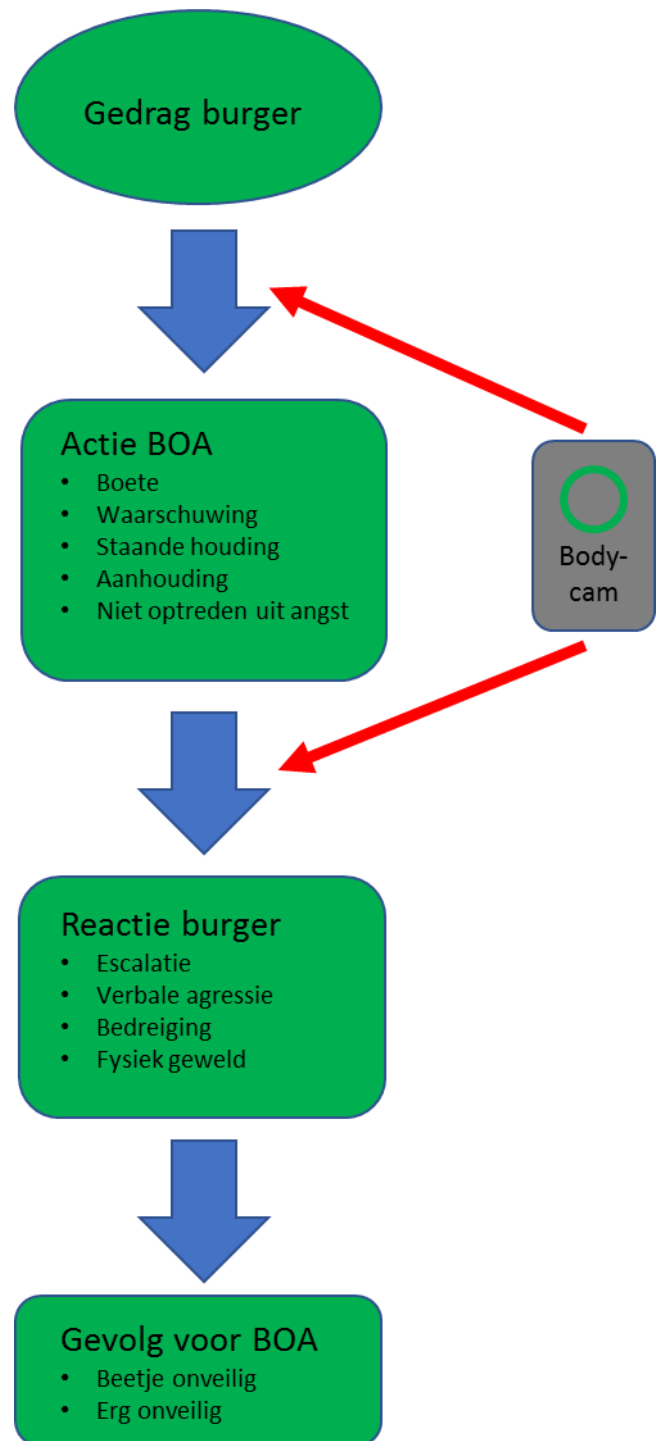 Gedrag burger
Actie BOA
• Boete
• Waarschuwing
• Staande houding
• Aanhouding
• Niet optreden uit angst
Body-
cam
Reactie burger
• Escalatie
• Verbale agressie
• Bedreiging
• Fysiek geweld
Gevolg voor BOA
• Beetje onveilig
• Erg onveilig